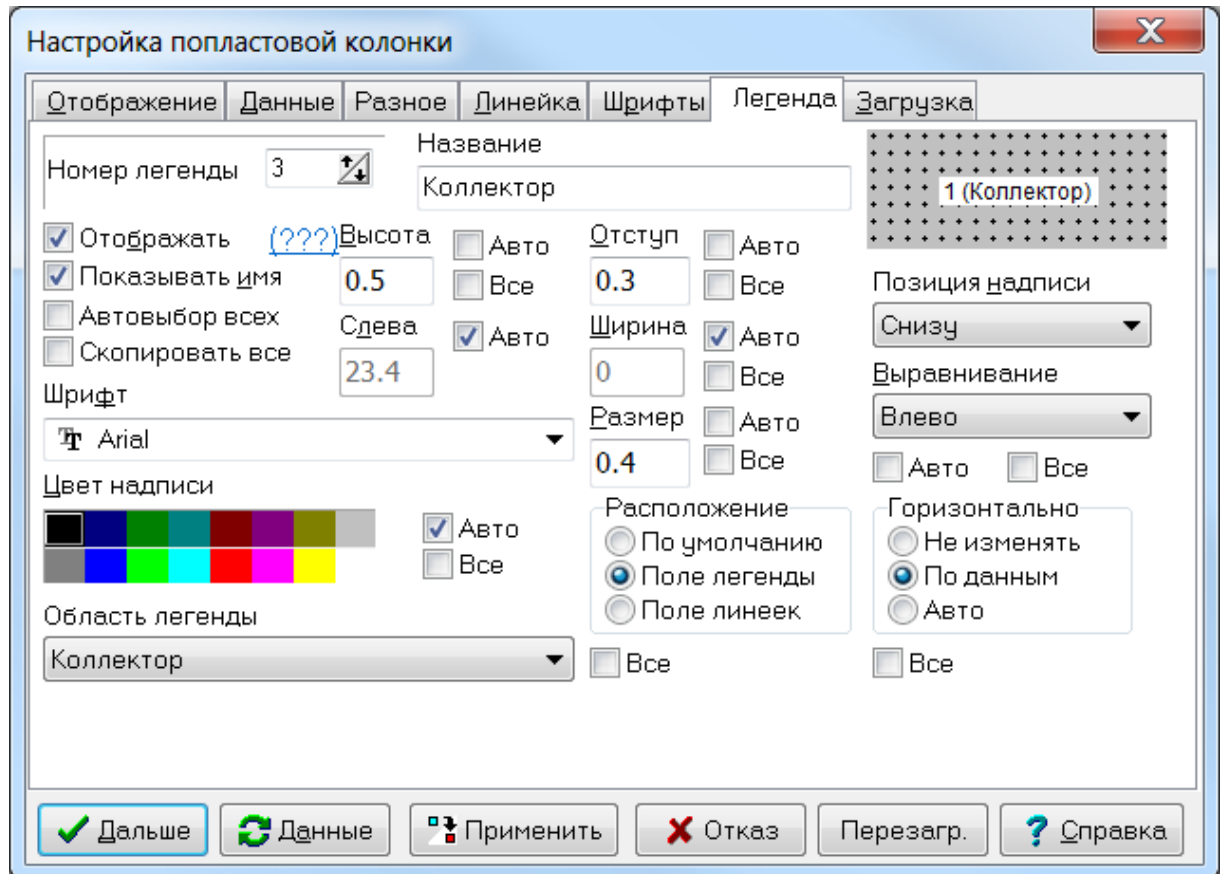 Настройка попластовой колонки
Отображение Данные Разное Линейка Шрифты Легенда Загрузка
Номер легенды 3
Название
Коллектор
1 (Коллектор)
Отображать (???)
Показывать имя
Автовыбор всех
Скопировать все
Высота
0.5
Авто
Все
Слева
23.4
Авто
Отступ
0.3
Авто
Все
Ширина
0
Авто
Все
Размер
0.4
Авто
Все
Позиция надписи
Снизу
Выравнивание
Влево
Авто Все
Шрифт
Arial
Цвет надписи
Авто
Все
Область легенды
Коллектор
Расположение
По умолчанию
Поле легенды
Поле линеек
Все
Горизонтально
Не изменять
По данным
Авто
Все
Дальше Данные Применить Отказ Перезагр. Справка